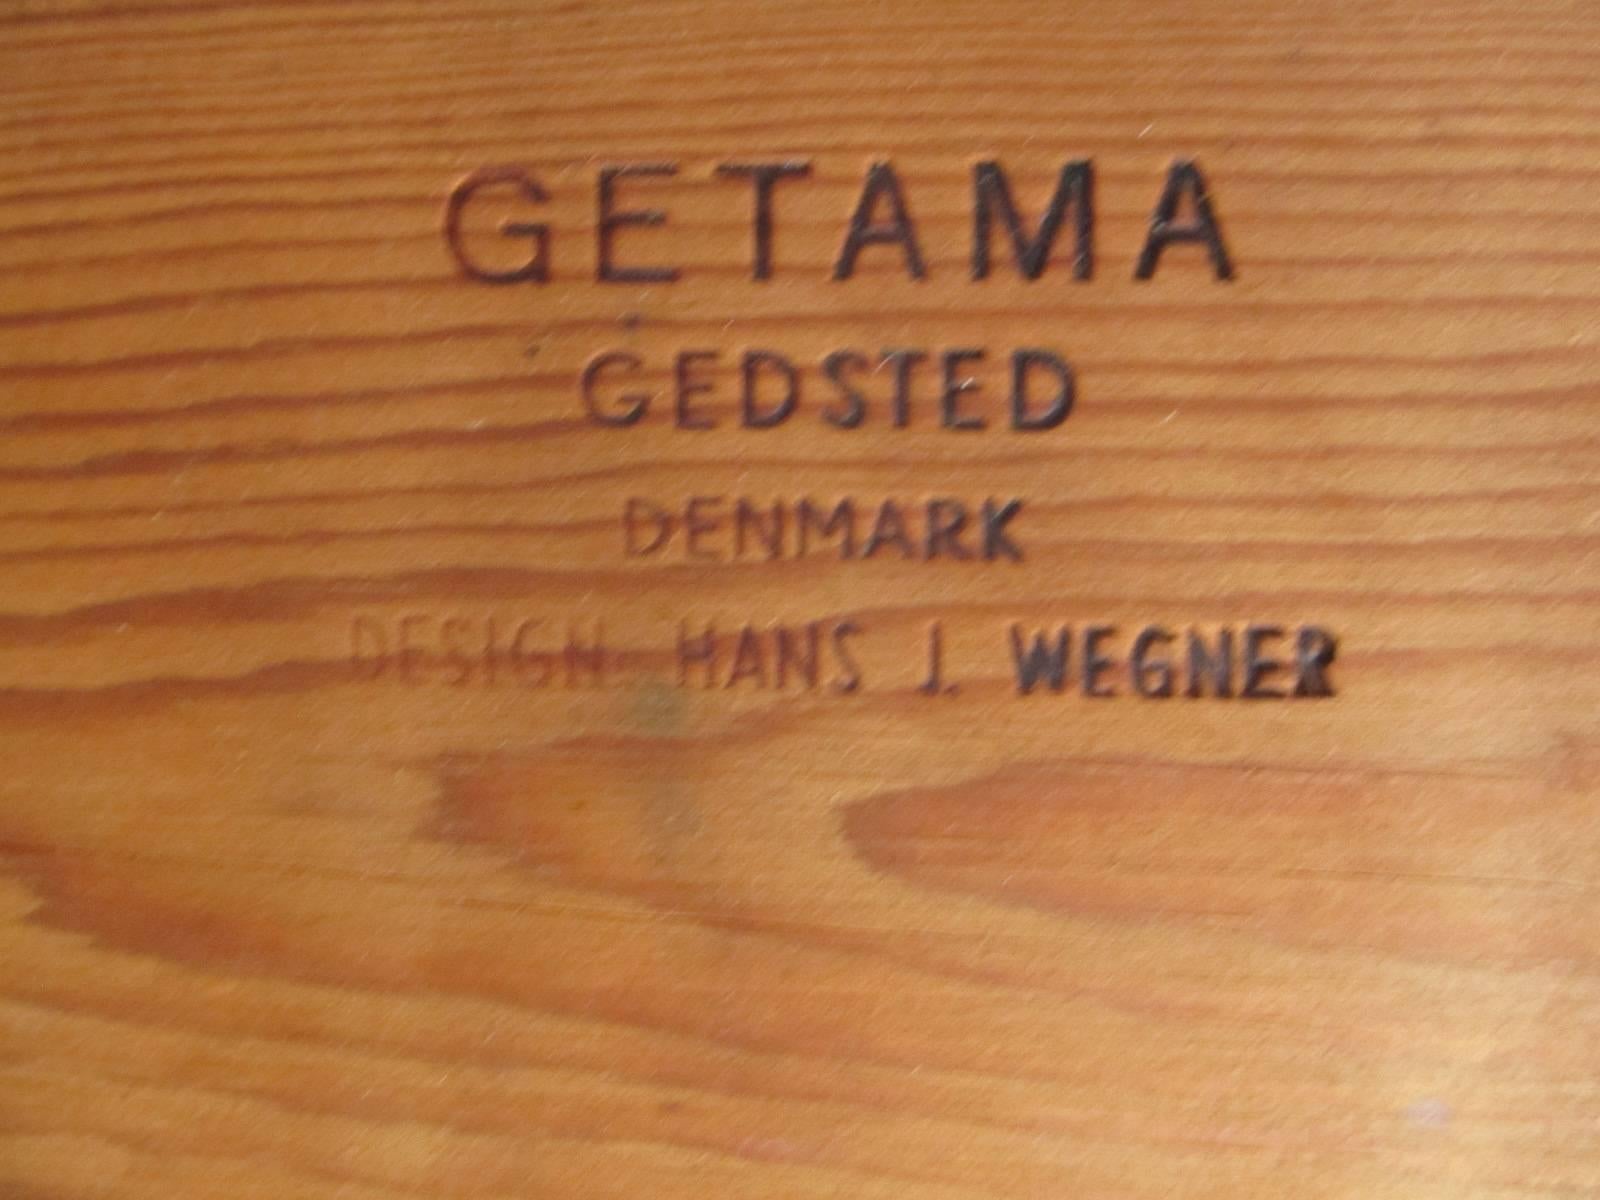 GETAMA
GEDSTED
DENMARK
DESIGN: HANS J. WEGNER